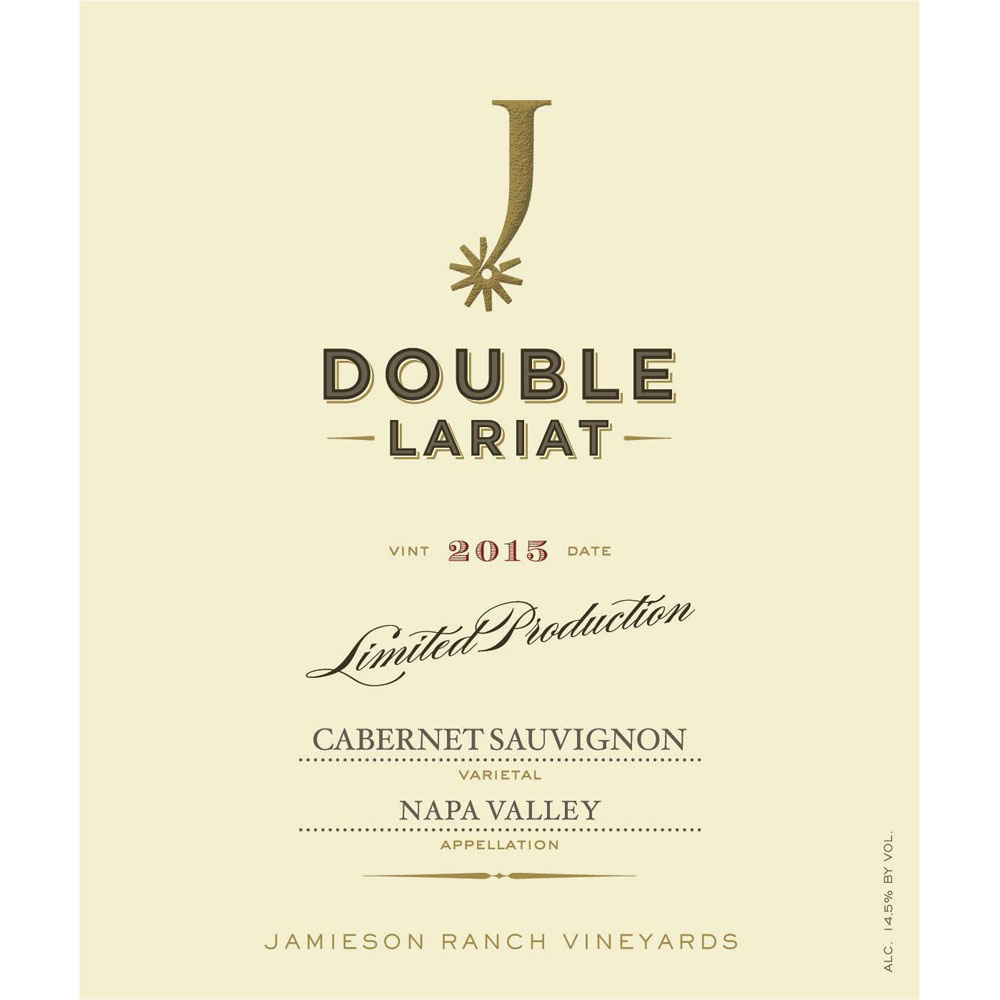 J
DOUBLE
LARIAT
VINT 2015 DATE
Limited Production
CABERNET SAUVIGNON
VARIETAL
NAPA VALLEY
APPELLATION
JAMIESON RANCH VINEYARDS
ALC. 14.5% BY VOL.